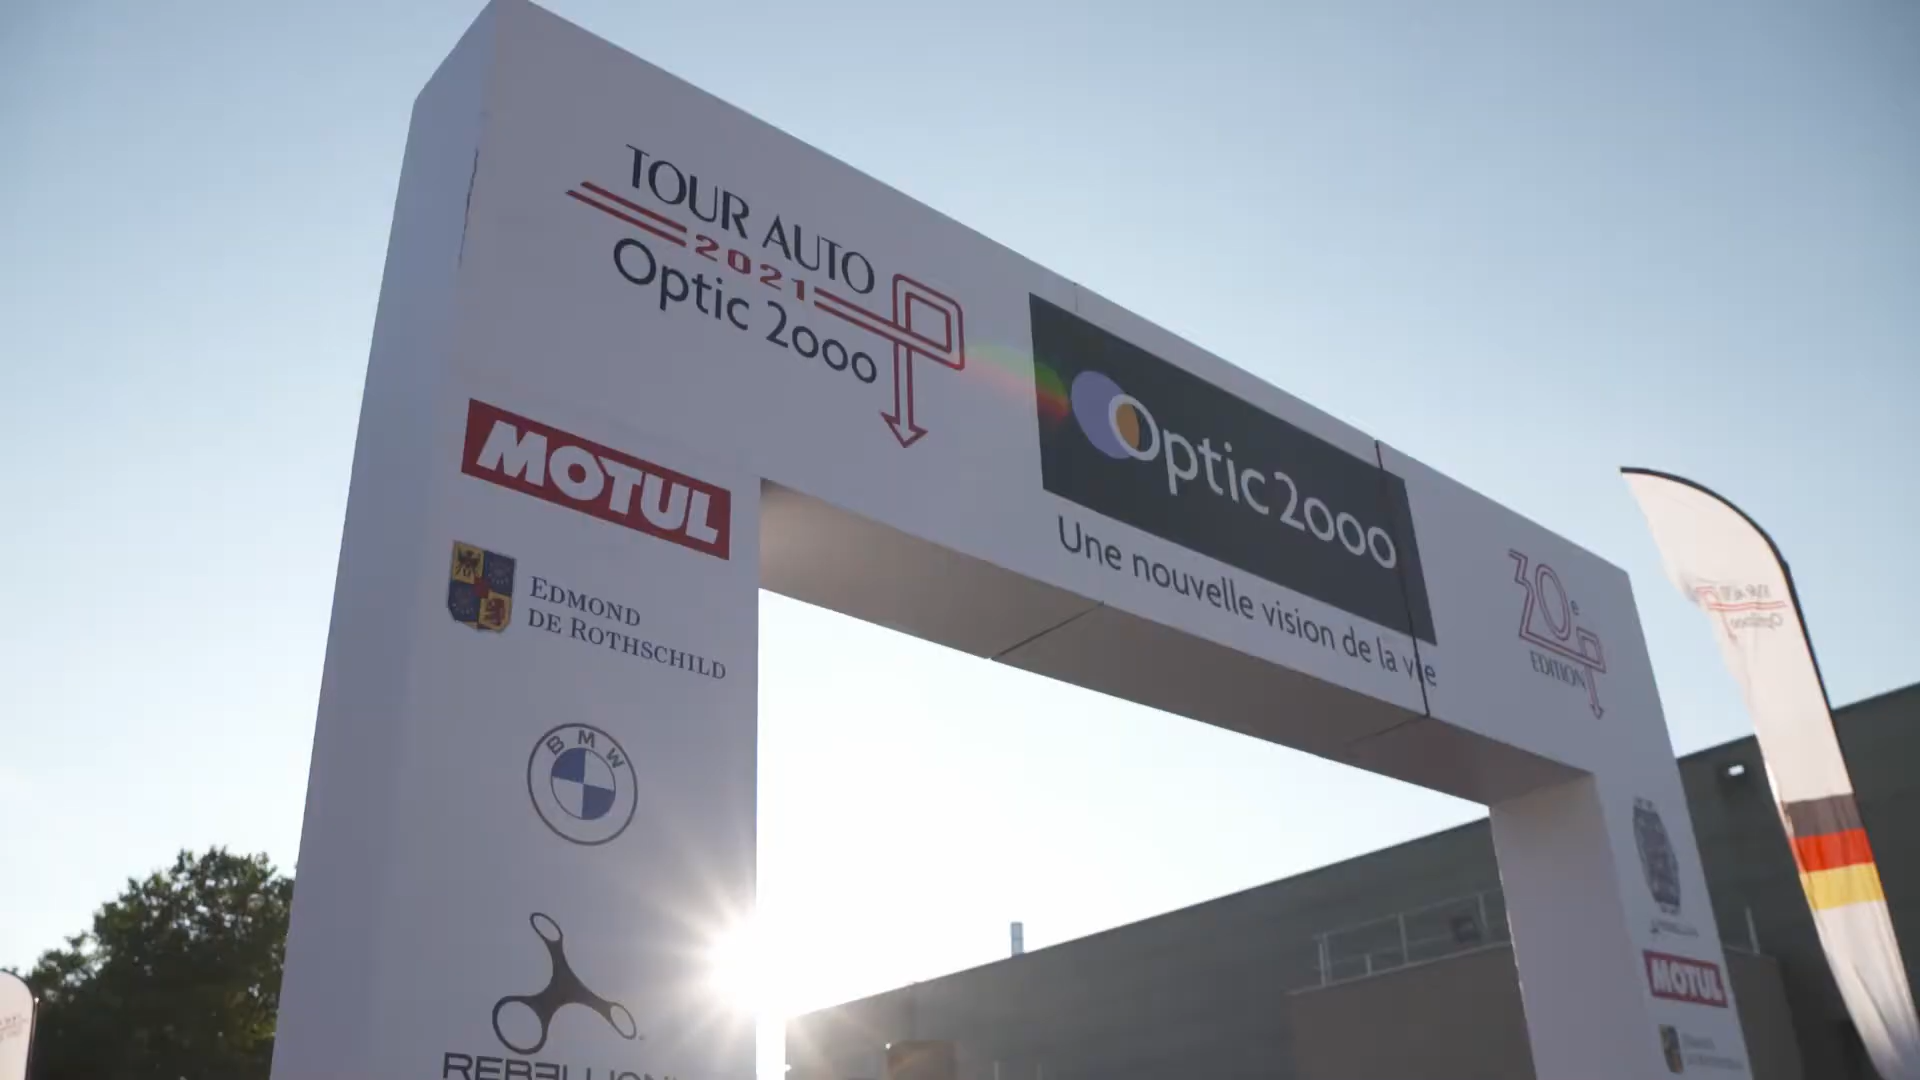 TOUR AUTO
2021
Optic 2000
Optic 2000
Une nouvelle vision de la vie
30e
EDITION
MOTUL
EDMOND
DE ROTHSCHILD
BMW
REBELLION
MOTUL